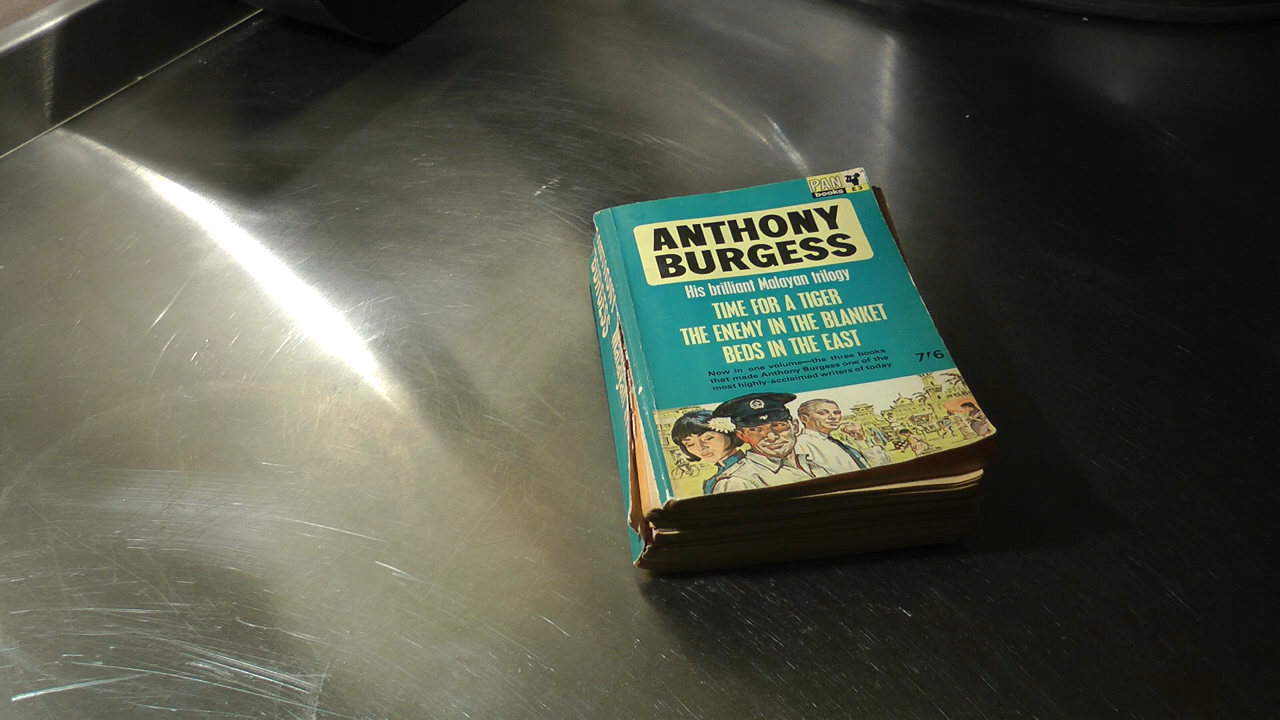 PAN
books
ANTHONY
BURGESS
His brilliant Malayan trilogy
TIME FOR A TIGER
THE ENEMY IN THE BLANKET
BEDS IN THE EAST
Now in one volume—the three books
that made Anthony Burgess one of the
most highly-acclaimed writers of today
7/6
BURGESS